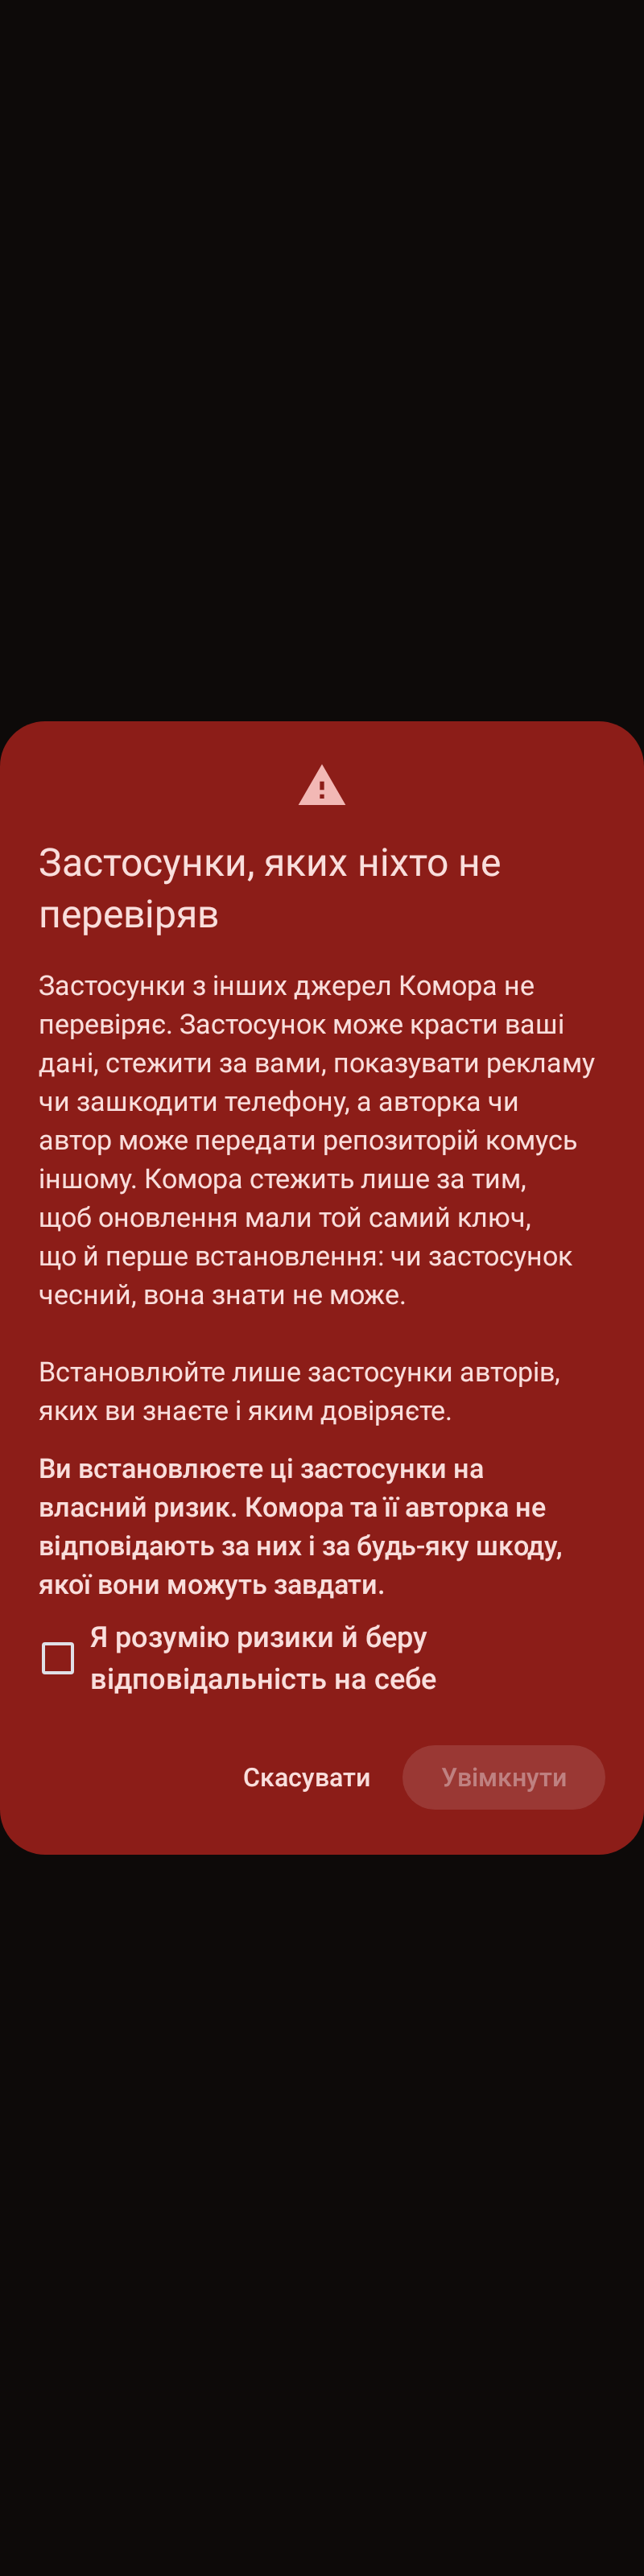 Застосунки, яких ніхто не
перевіряв
Застосунки з інших джерел Комора не
перевіряє. Застосунок може красти ваші
дані, стежити за вами, показувати рекламу
чи зашкодити телефону, а авторка чи
автор може передати репозиторій комусь
іншому. Комора стежить лише за тим,
щоб оновлення мали той самий ключ,
що й перше встановлення: чи застосунок
чесний, вона знати не може.
Встановлюйте лише застосунки авторів,
яких ви знаєте і яким довіряєте.
Ви встановлюєте ці застосунки на
власний ризик. Комора та її авторка не
відповідають за них і за будь-яку шкоду,
якої вони можуть завдати.
Я розумію ризики й беру
відповідальність на себе
Скасувати
Увімкнути